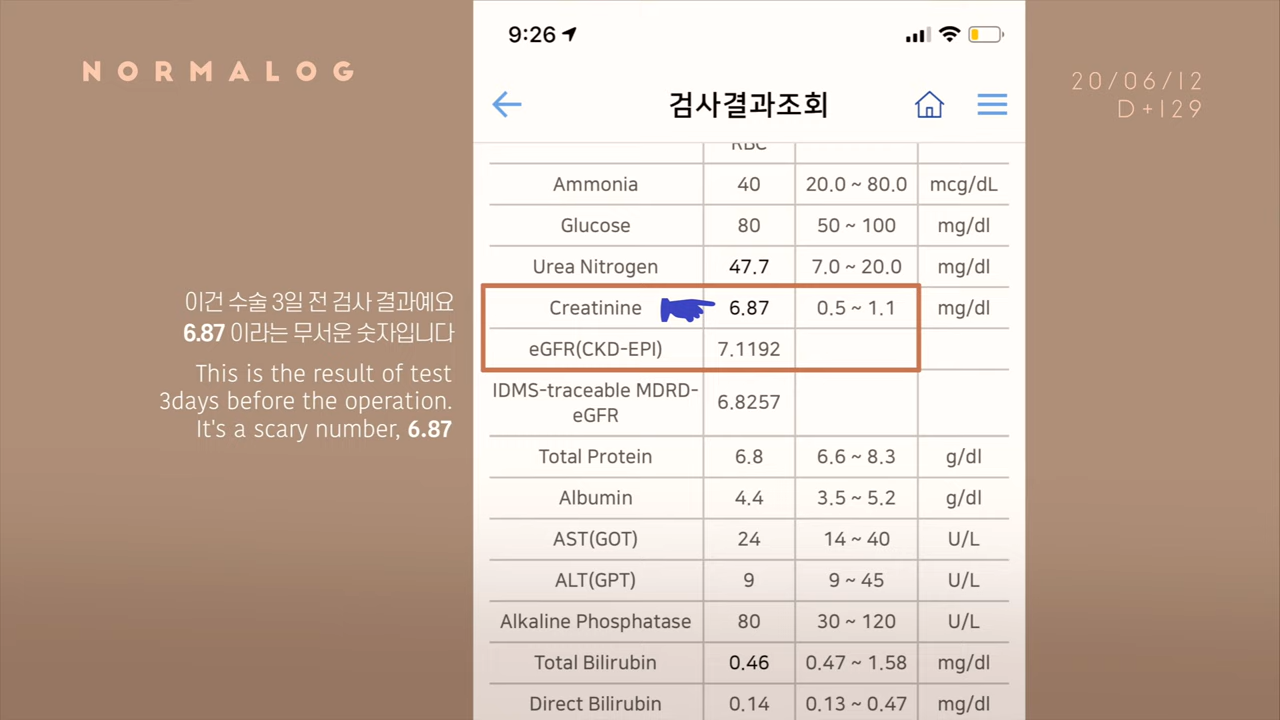 NORMALOG
20/06/12
D+129
이건 수술 3일 전 검사 결과예요
6.87 이라는 무서운 숫자입니다
This is the result of test
3days before the operation.
It's a scary number, 6.87
9:26
검사결과조회
RBC
Ammonia 40 20.0 ~ 80.0 mcg/dL
Glucose 80 50 ~ 100 mg/dl
Urea Nitrogen 47.7 7.0 ~ 20.0 mg/dl
Creatinine 6.87 0.5 ~ 1.1 mg/dl
eGFR(CKD-EPI) 7.1192
IDMS-traceable MDRD-
eGFR 6.8257
Total Protein 6.8 6.6 ~ 8.3 g/dl
Albumin 4.4 3.5 ~ 5.2 g/dl
AST(GOT) 24 14 ~ 40 U/L
ALT(GPT) 9 9 ~ 45 U/L
Alkaline Phosphatase 80 30 ~ 120 U/L
Total Bilirubin 0.46 0.47 ~ 1.58 mg/dl
Direct Bilirubin 0.14 0.13 ~ 0.47 mg/dl